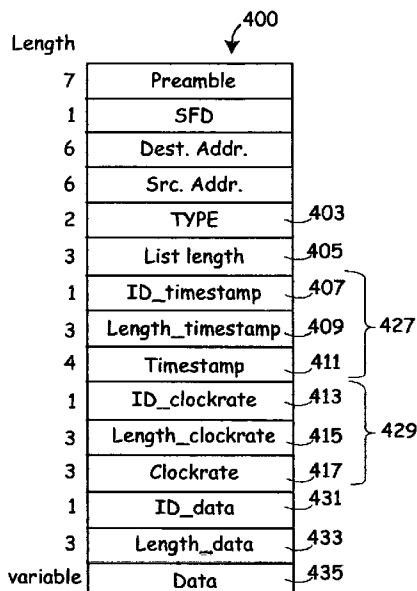 400
Length
7 Preamble
1 SFD
6 Dest. Addr.
6 Src. Addr.
2 TYPE 403
3 List length 405
1 ID_timestamp 407
3 Length_timestamp 409
427
4 Timestamp 411
1 ID_clockrate 413
3 Length_clockrate 415
429
3 Clockrate 417
1 ID_data 431
3 Length_data 433
variable Data 435